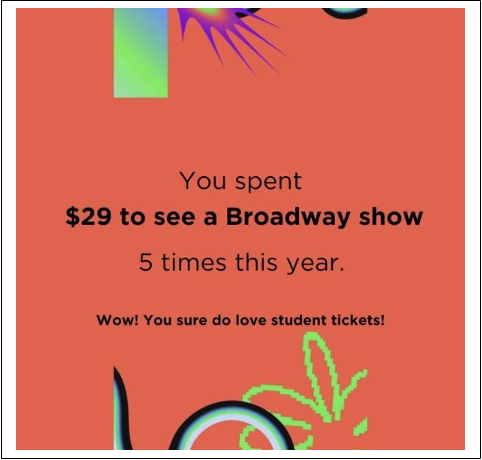 You spent
$29 to see a Broadway show
5 times this year.
Wow! You sure do love student tickets!